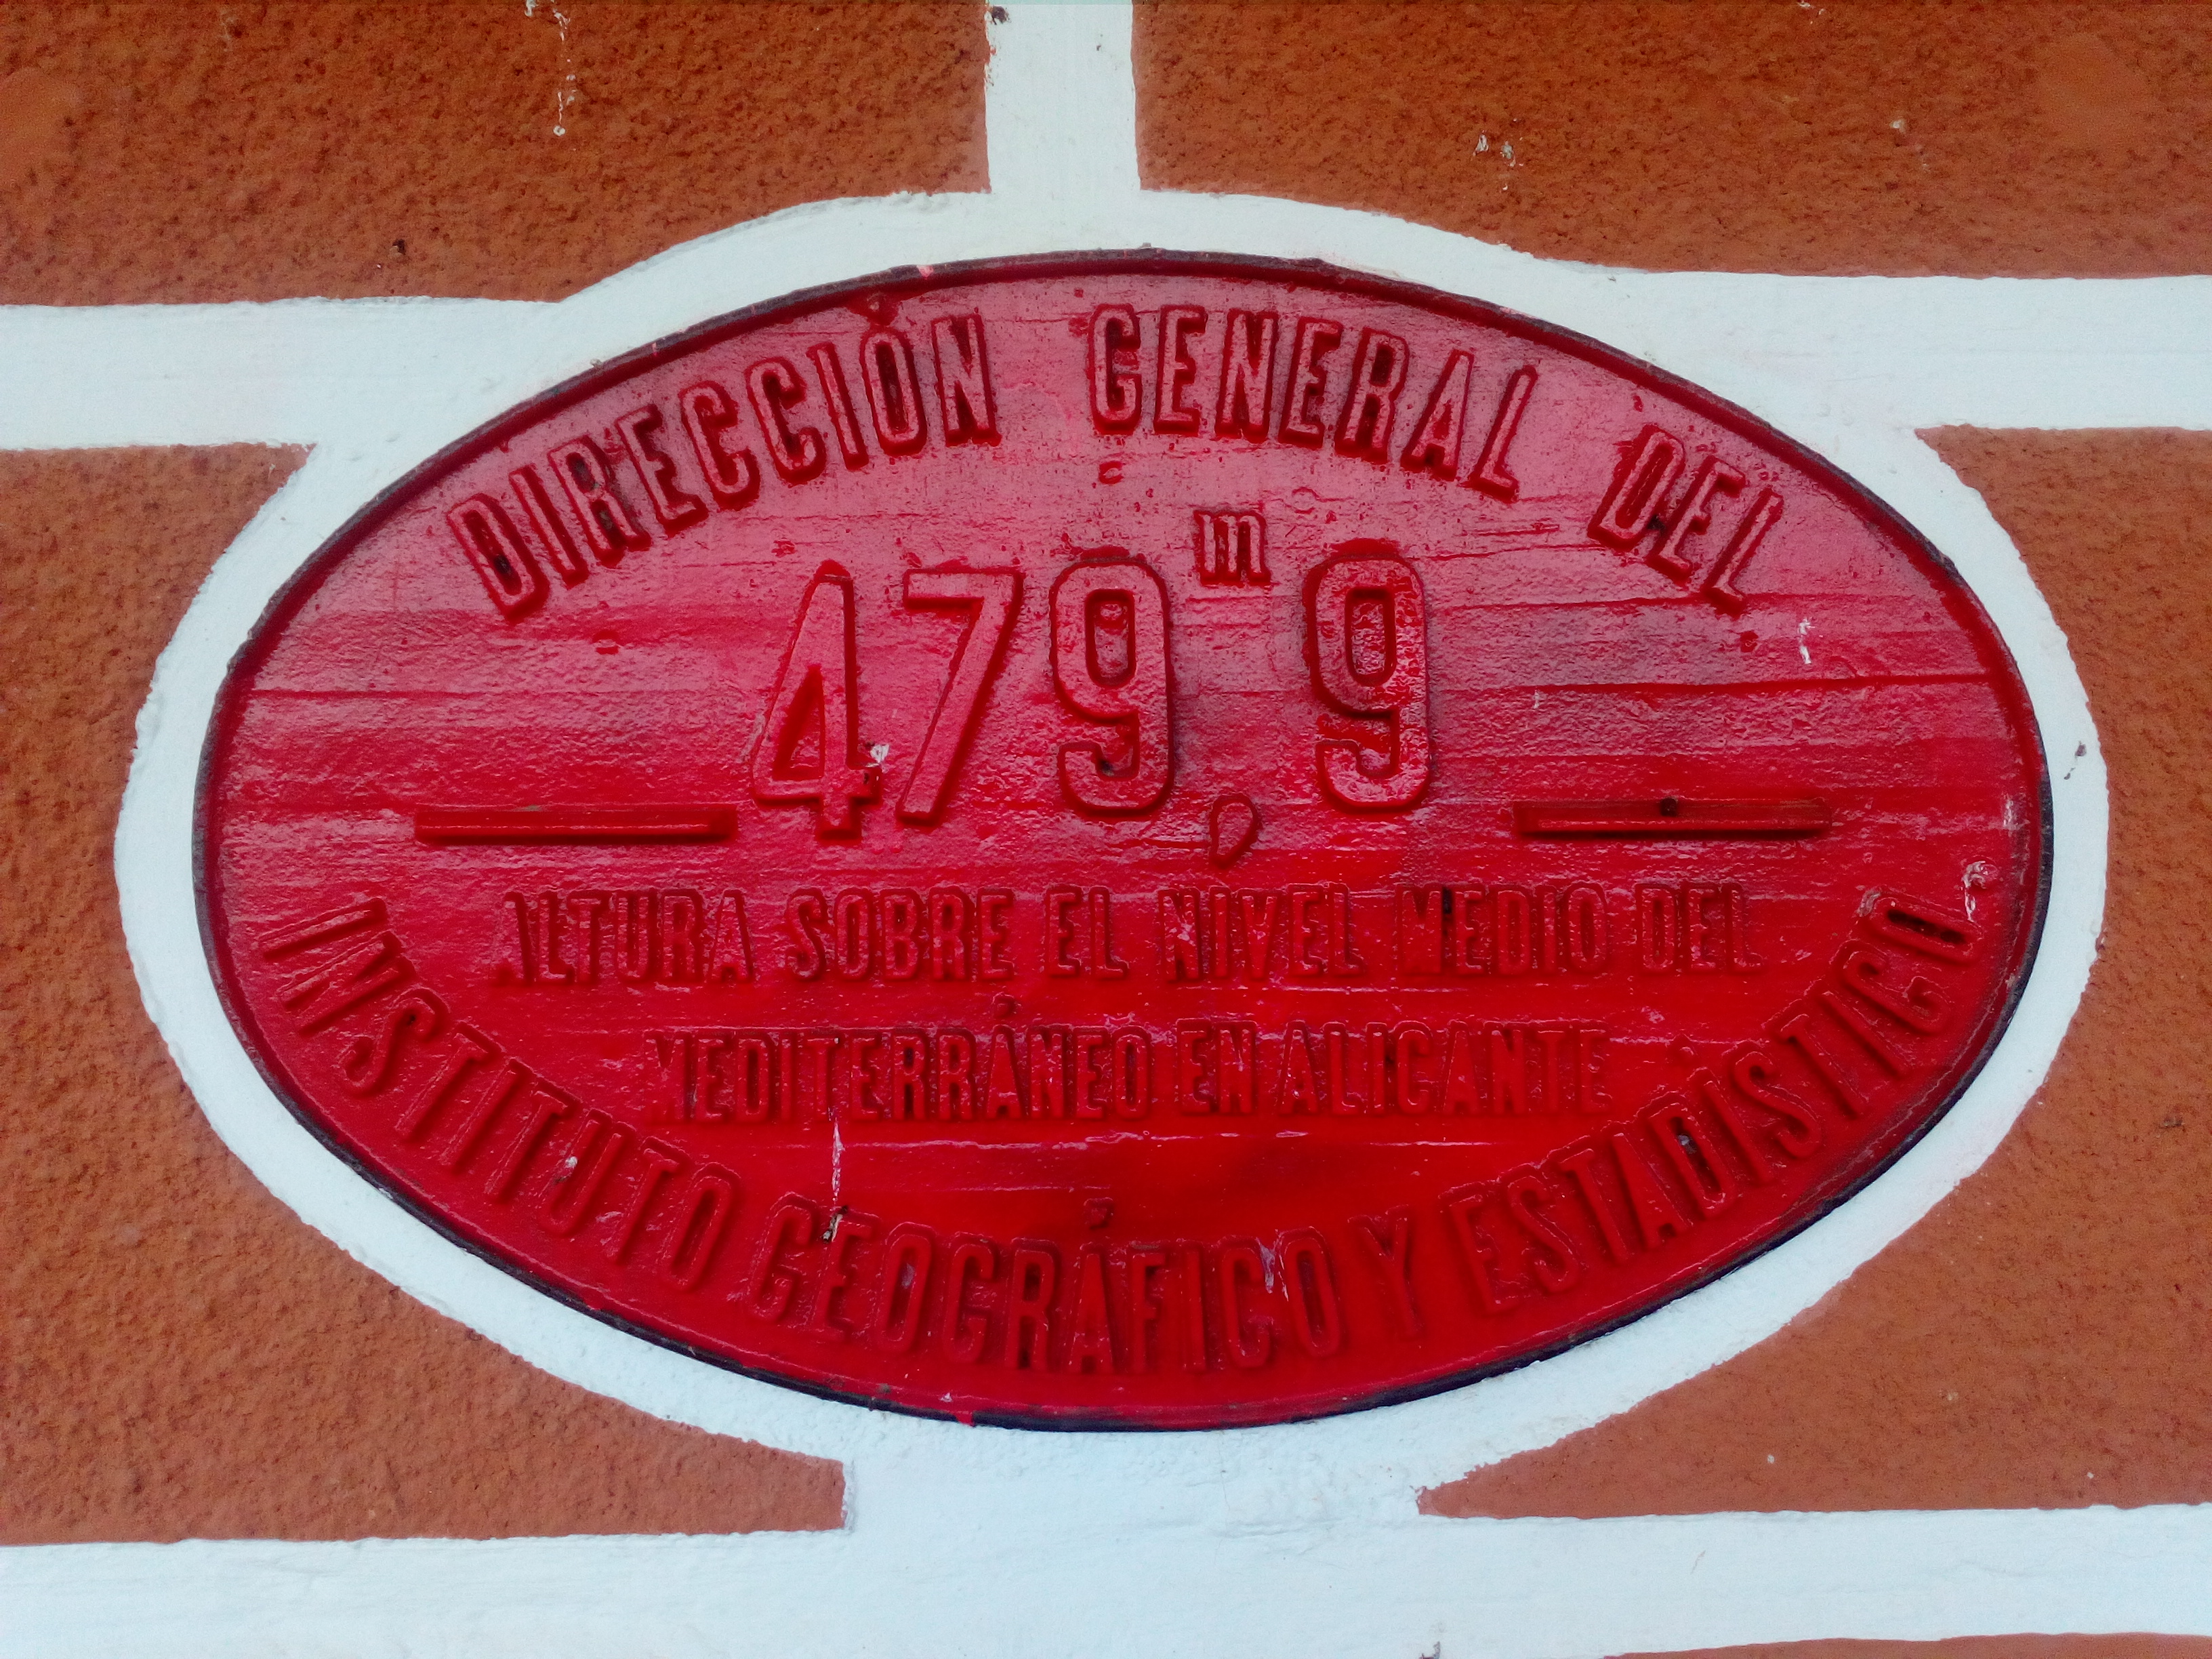 DIRECCIÓN GENERAL DEL
479,m9
ALTURA SOBRE EL NIVEL MEDIO DEL
MEDITERRÁNEO EN ALICANTE
INSTITUTO GEOGRÁFICO Y ESTADÍSTICO.